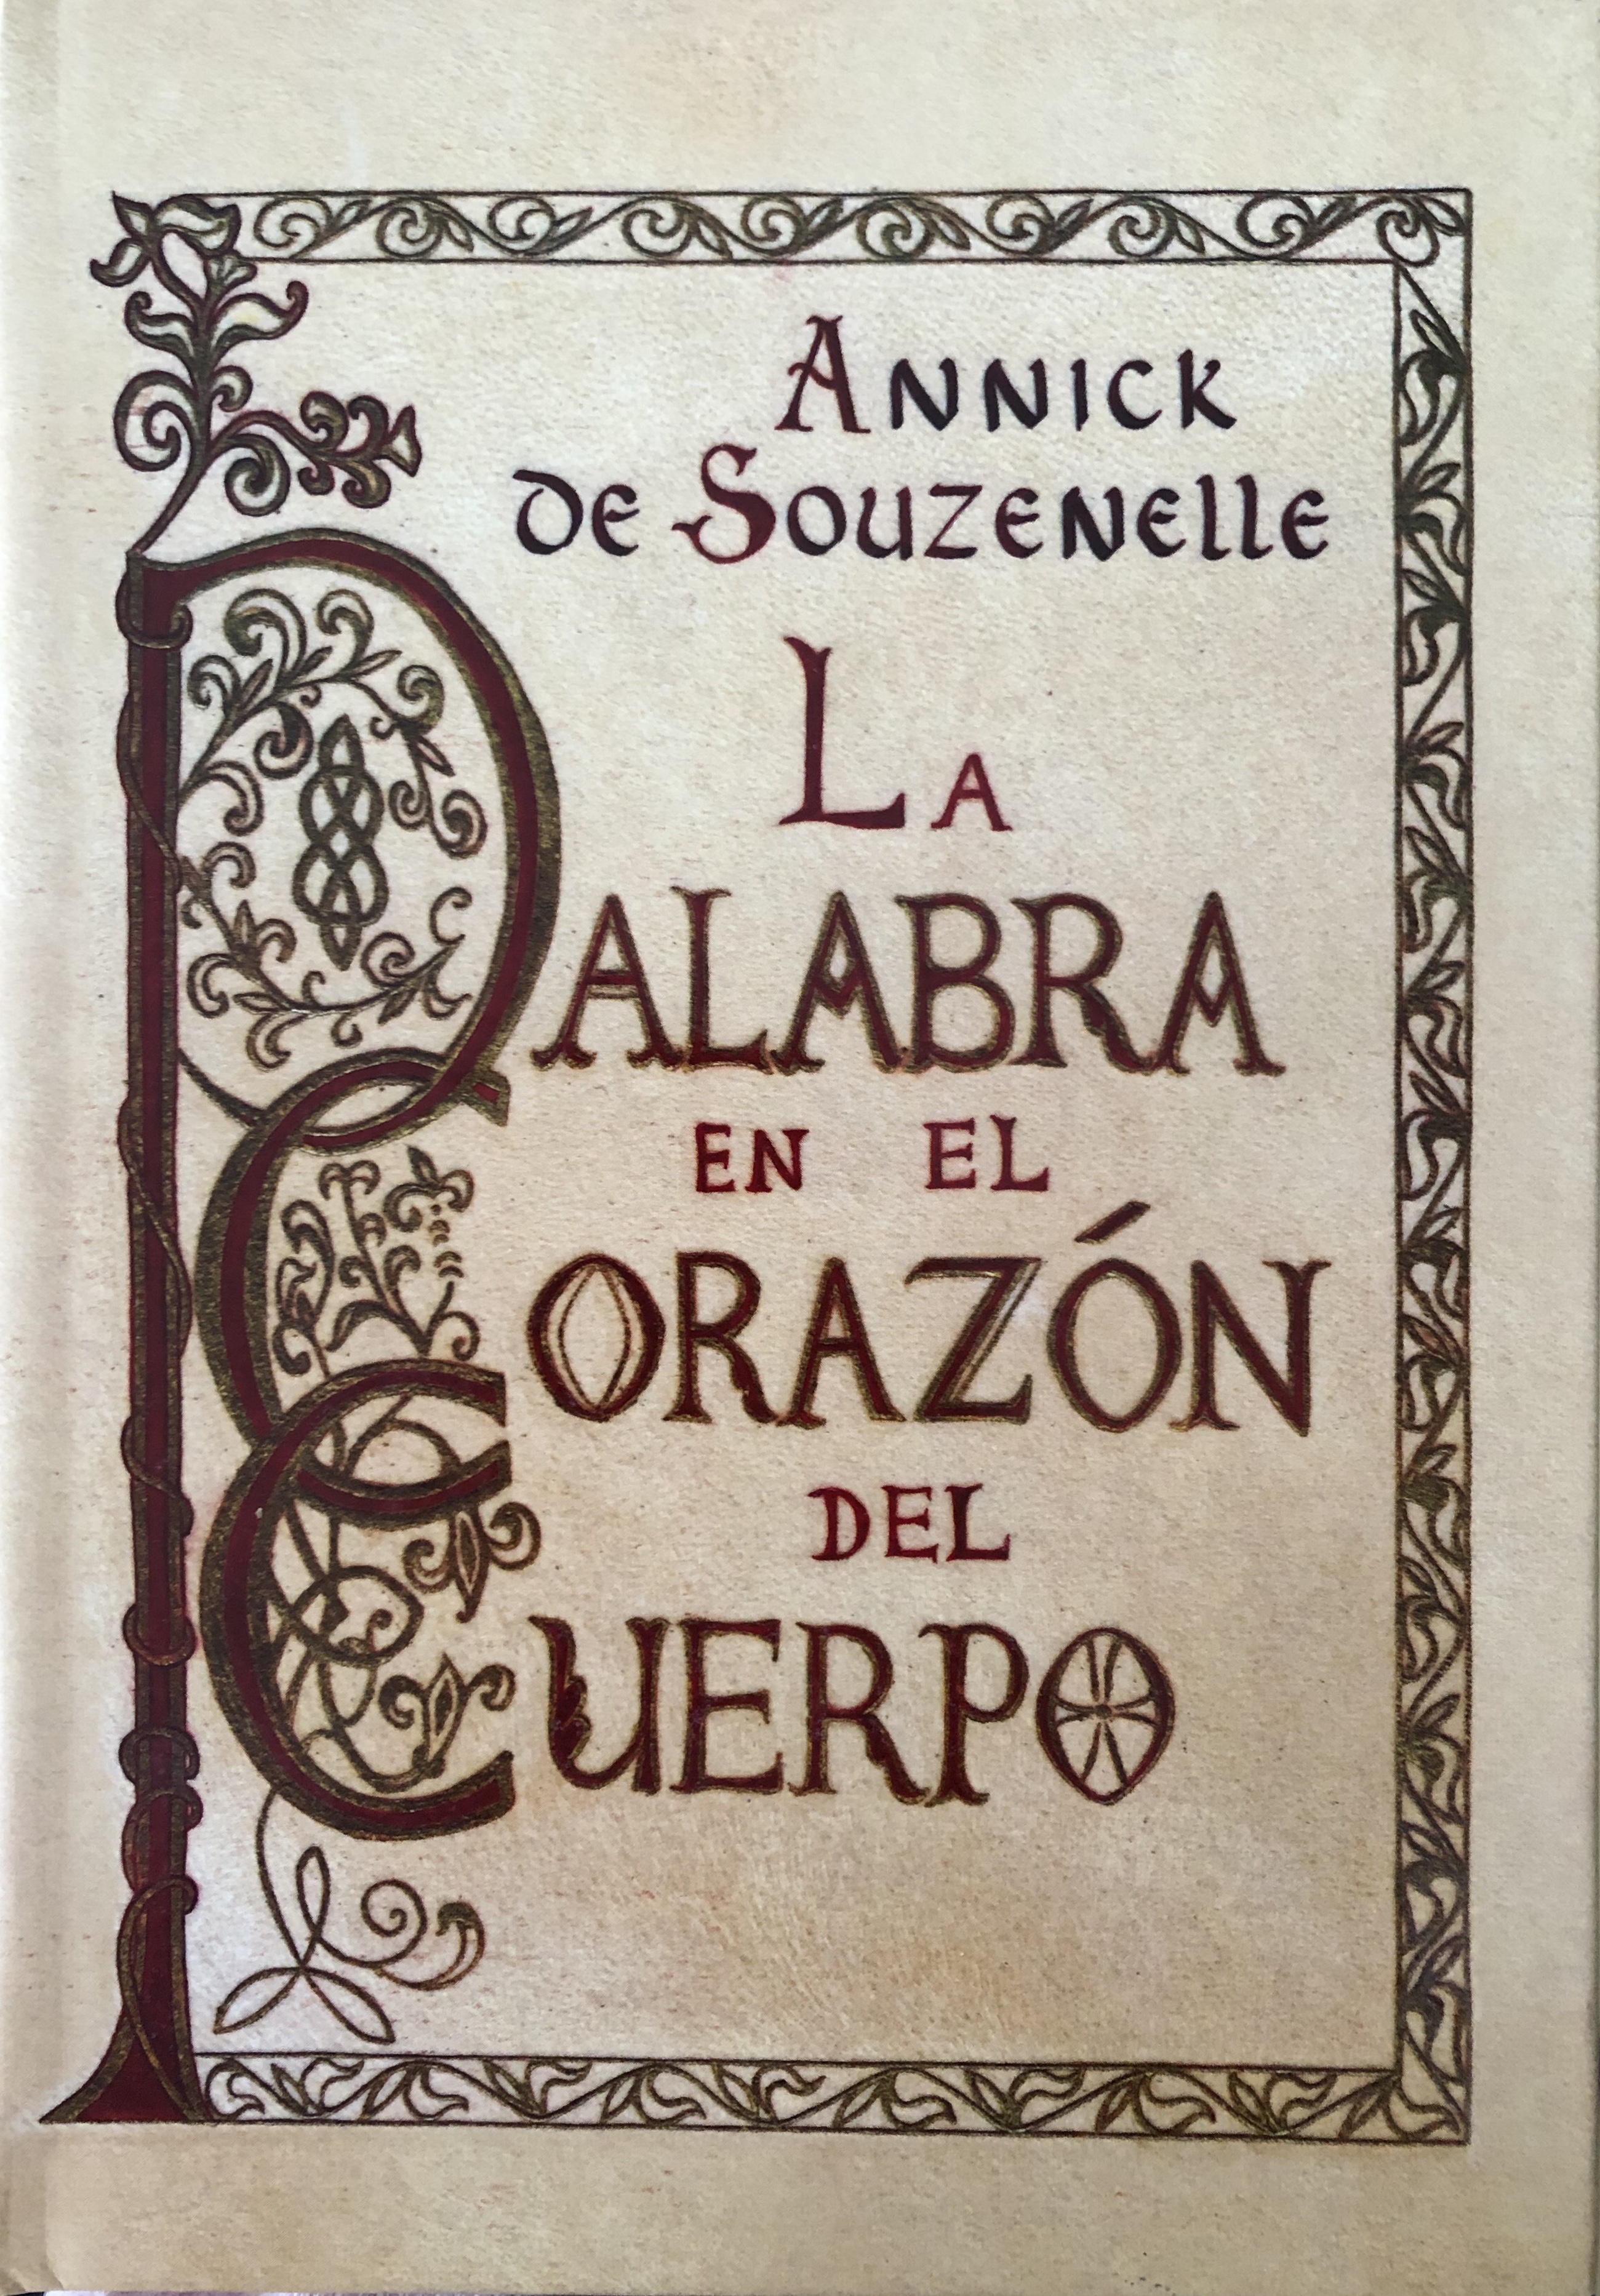 ANNICK
DE SOUZENELLE
LA
PALABRA
EN EL
CORAZÓN
DEL
CUERPO